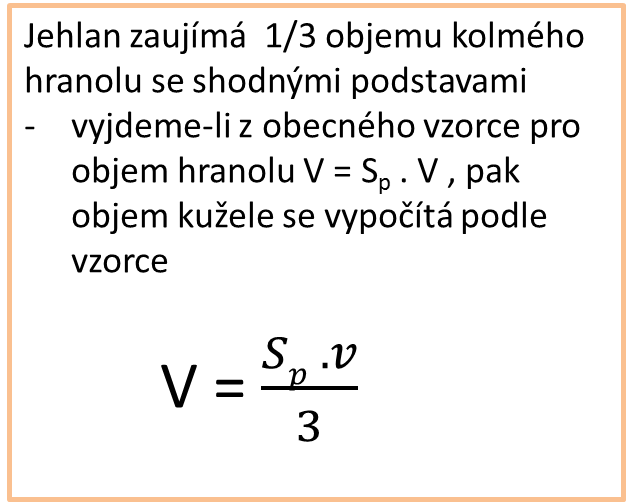 Jehlan zaujímá  1/3 objemu kolmého
hranolu se shodnými podstavami
- vyjdeme-li z obecného vzorce pro
objem hranolu V = Sp . V , pak
objem kužele se vypočítá podle
vzorce
V = Sp .v / 3